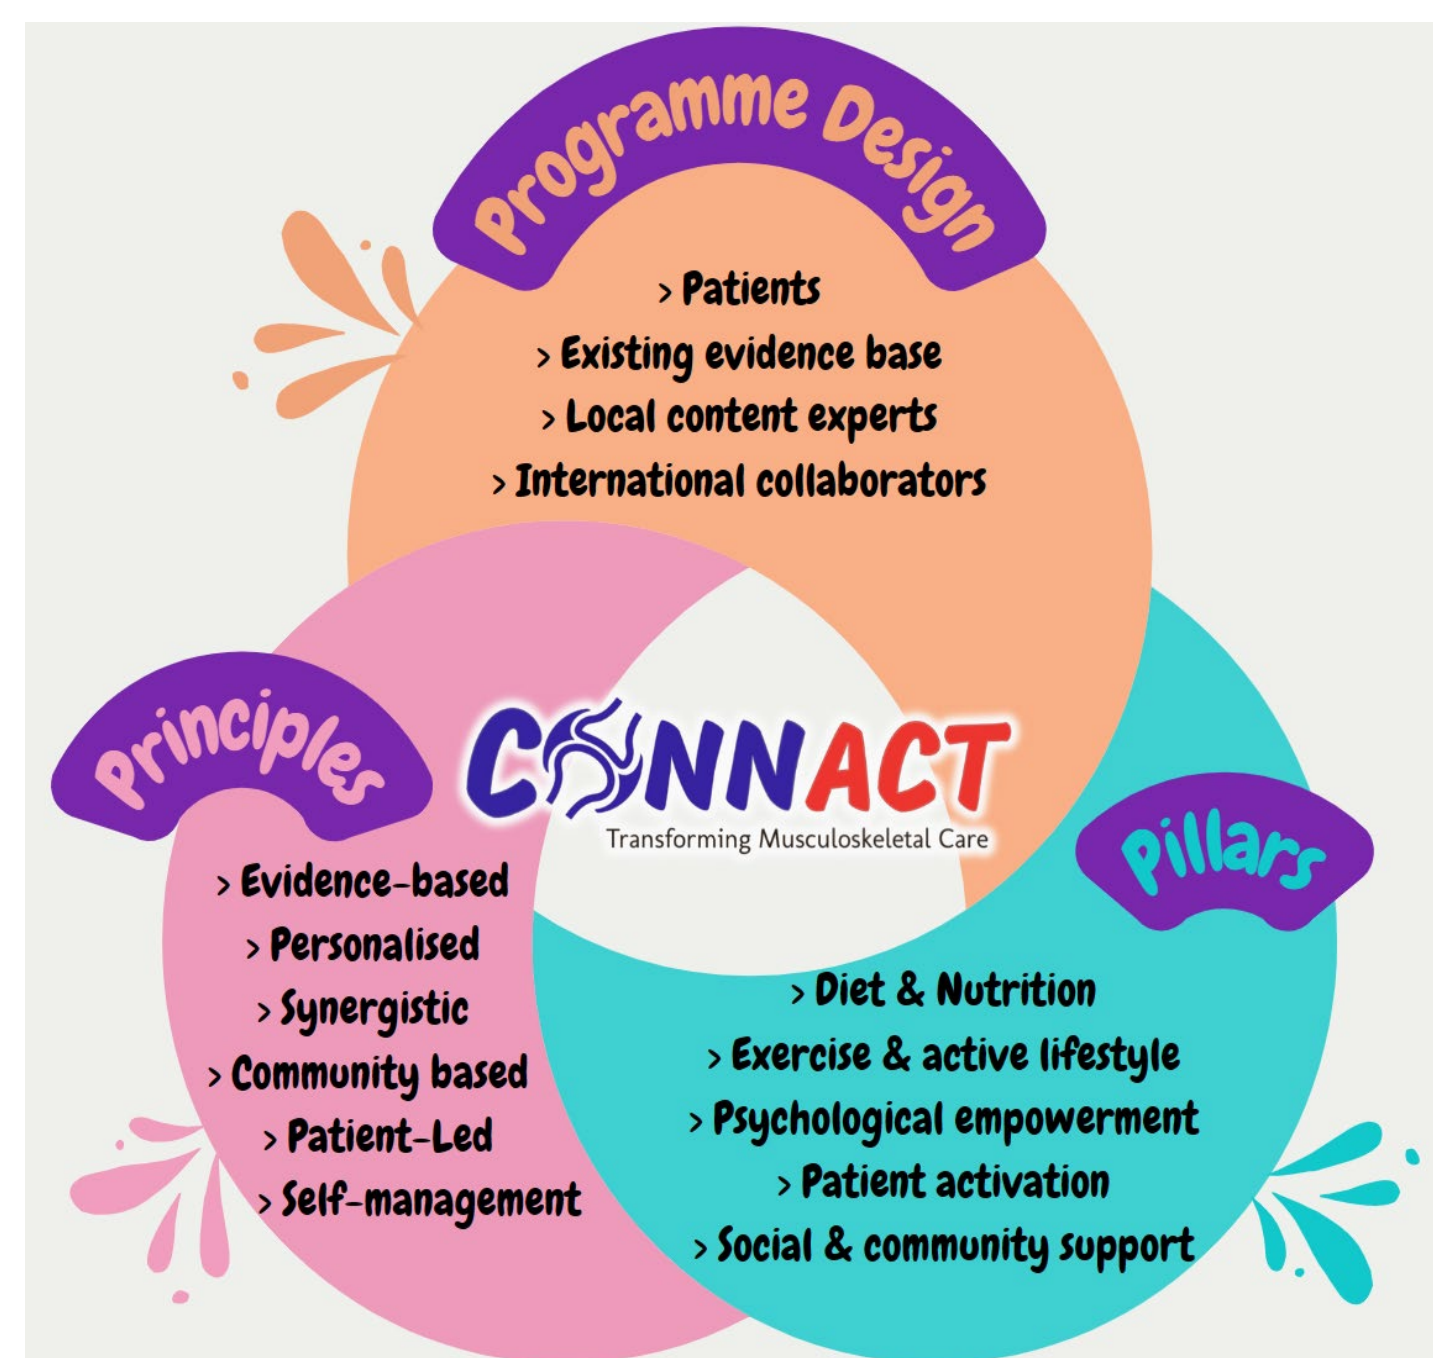 Programme Design
> Patients
> Existing evidence base
> Local content experts
> International collaborators
CONNACT
Transforming Musculoskeletal Care
Principles
> Evidence-based
> Personalised
> Synergistic
> Community based
> Patient-Led
> Self-management
Pillars
> Diet & Nutrition
> Exercise & active lifestyle
> Psychological empowerment
> Patient activation
> Social & community support